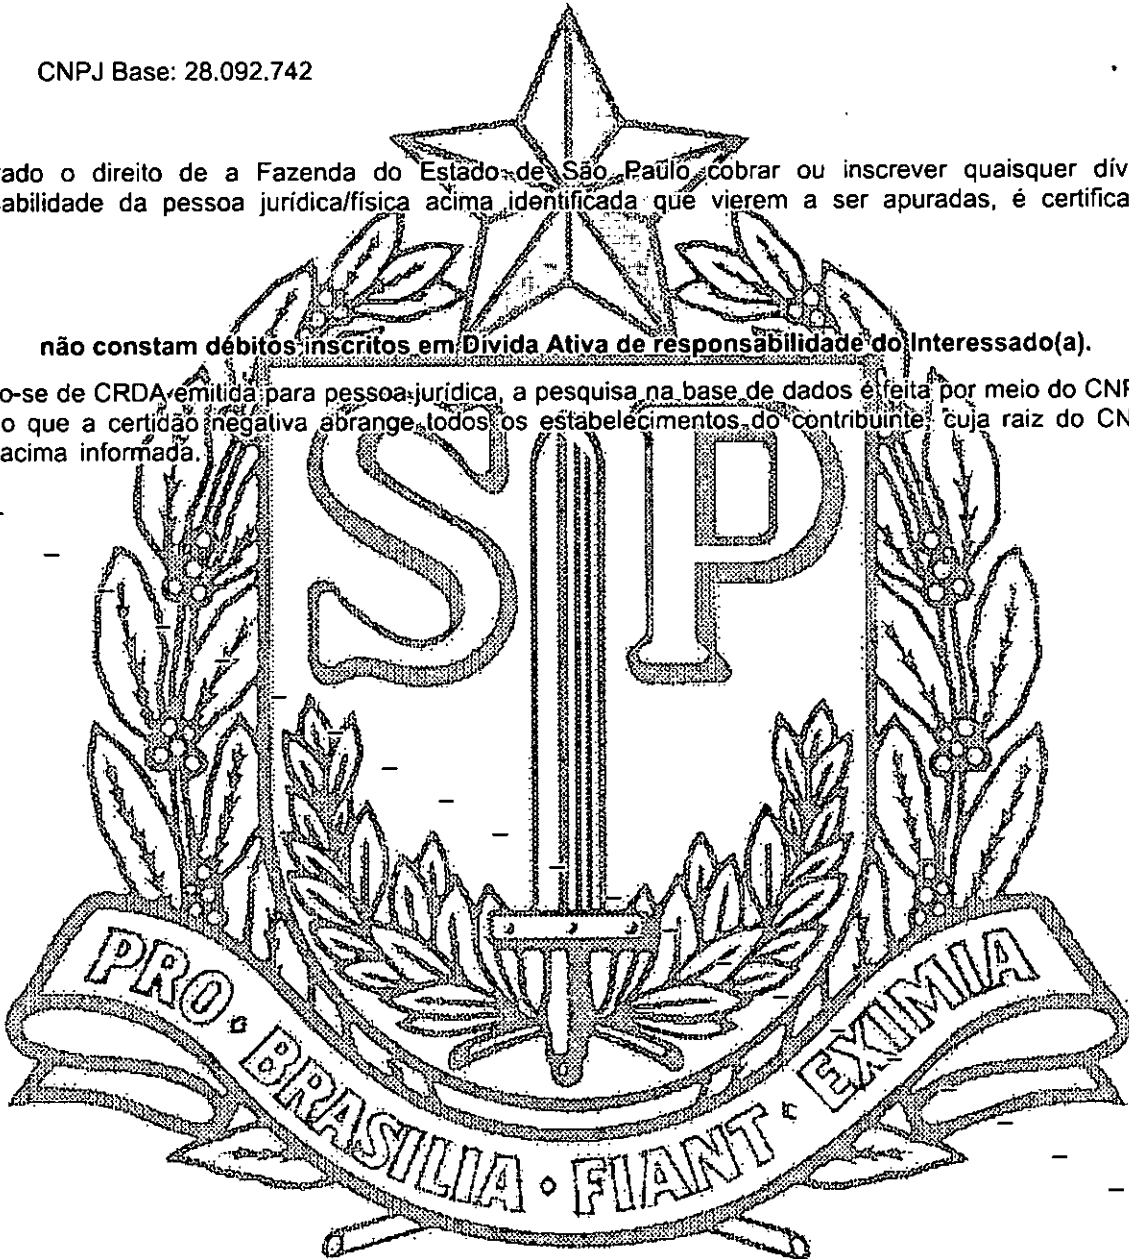 CNPJ Base: 28.092.742
ado o direito de a Fazenda do Estado de São Paulo cobrar ou inscrever quaisquer dív
sabilidade da pessoa jurídica/física acima identificada que vierem a ser apuradas, é certifica
não constam débitos inscritos em Dívida Ativa de responsabilidade do Interessado(a).
o-se de CRDA emitida para pessoa jurídica, a pesquisa na base de dados é feita por meio do CNP
o que a certidão negativa abrange todos os estabelecimentos do contribuinte, cuja raiz do CN
acima informada.
SP
PRO • BRASILIA • FIANT • EXIMIA